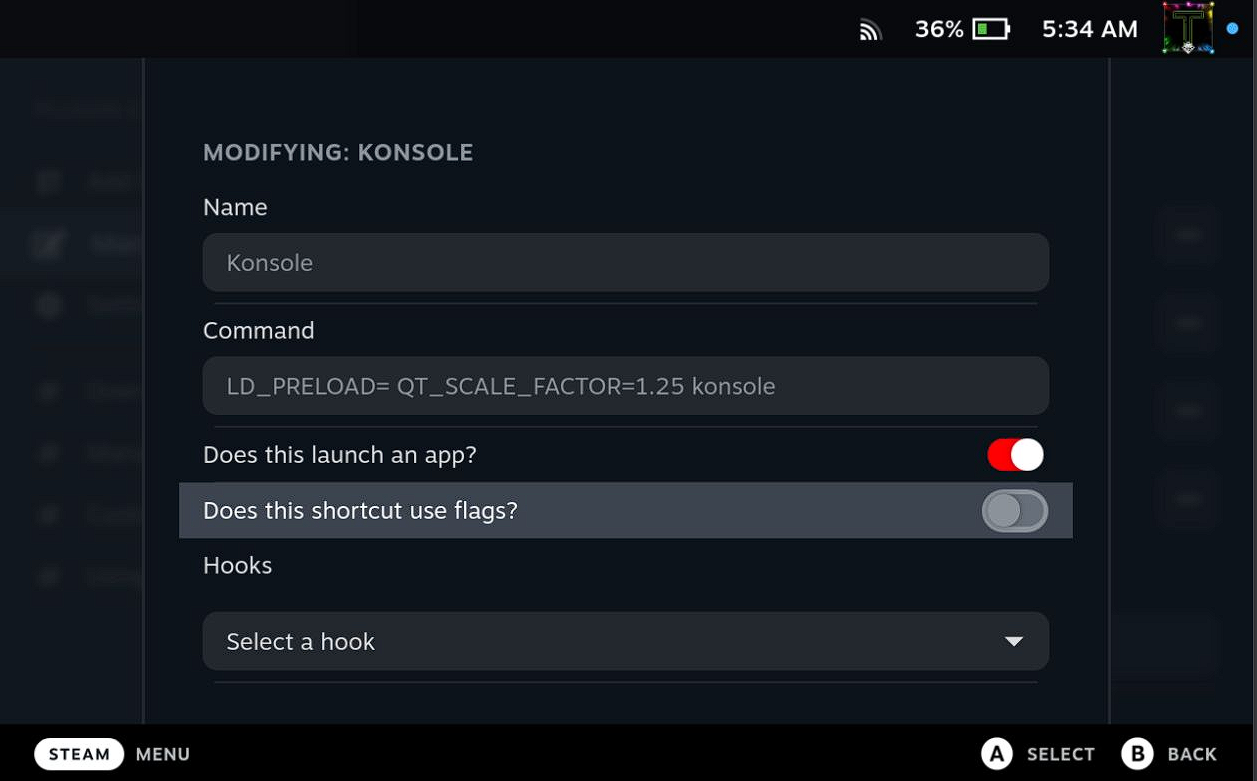 36% 5:34 AM
MODIFYING: KONSOLE
Name
Konsole
Command
LD_PRELOAD= QT_SCALE_FACTOR=1.25 konsole
Does this launch an app?
Does this shortcut use flags?
Hooks
Select a hook
STEAM MENU A SELECT B BACK